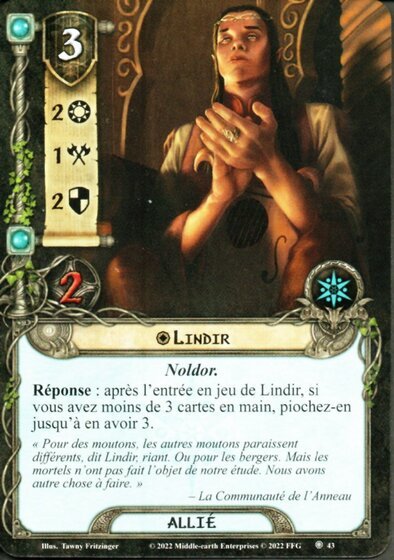 3
2
1
2
2
LINDIR
Noldor.
Réponse : après l'entrée en jeu de Lindir, si
vous avez moins de 3 cartes en main, piochez-en
jusqu'à en avoir 3.
« Pour des moutons, les autres moutons paraissent
différents, dit Lindir, riant. Ou pour les bergers. Mais les
mortels n'ont pas fait l'objet de notre étude. Nous avons
autre chose à faire. »
– La Communauté de l'Anneau
ALLIÉ
Illus. Tawny Fritzinger © 2022 Middle-earth Enterprises © 2022 FFG 43